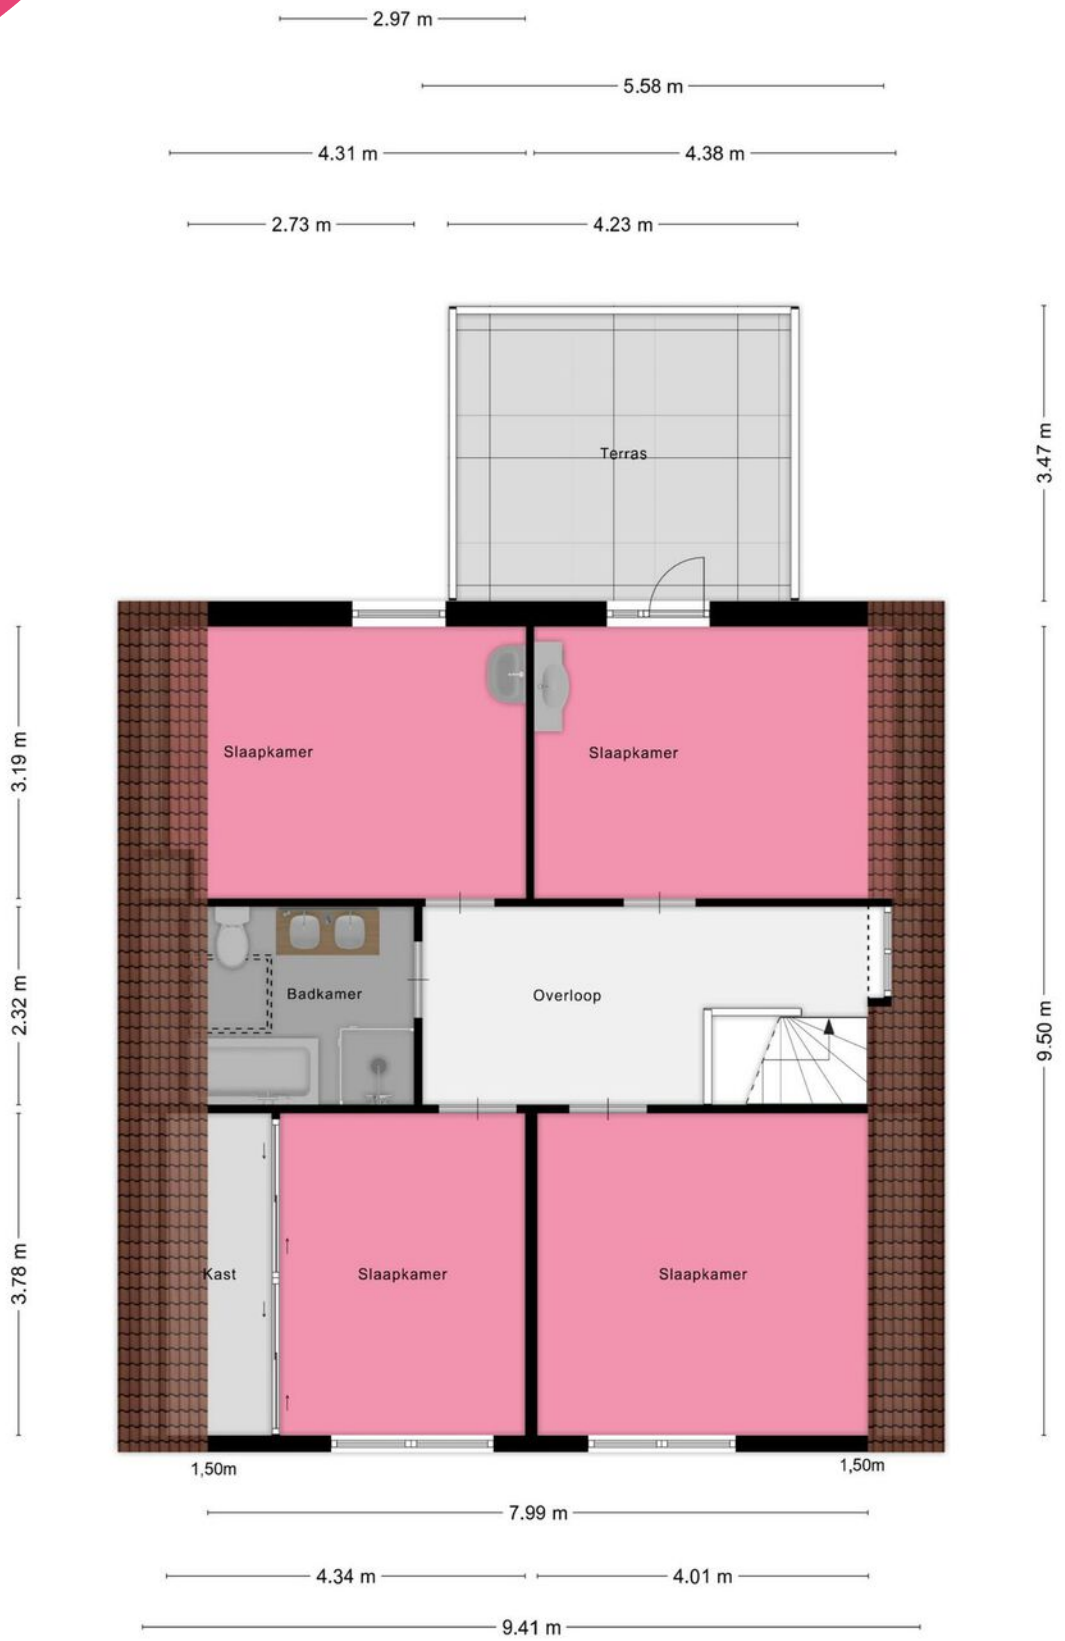 2.97 m
5.58 m
4.31 m
4.38 m
2.73 m
4.23 m
3.47 m
Terras
3.19 m
Slaapkamer
Slaapkamer
2.32 m
Badkamer
Overloop
9.50 m
3.78 m
Kast
Slaapkamer
Slaapkamer
1,50m
1,50m
7.99 m
4.34 m
4.01 m
9.41 m